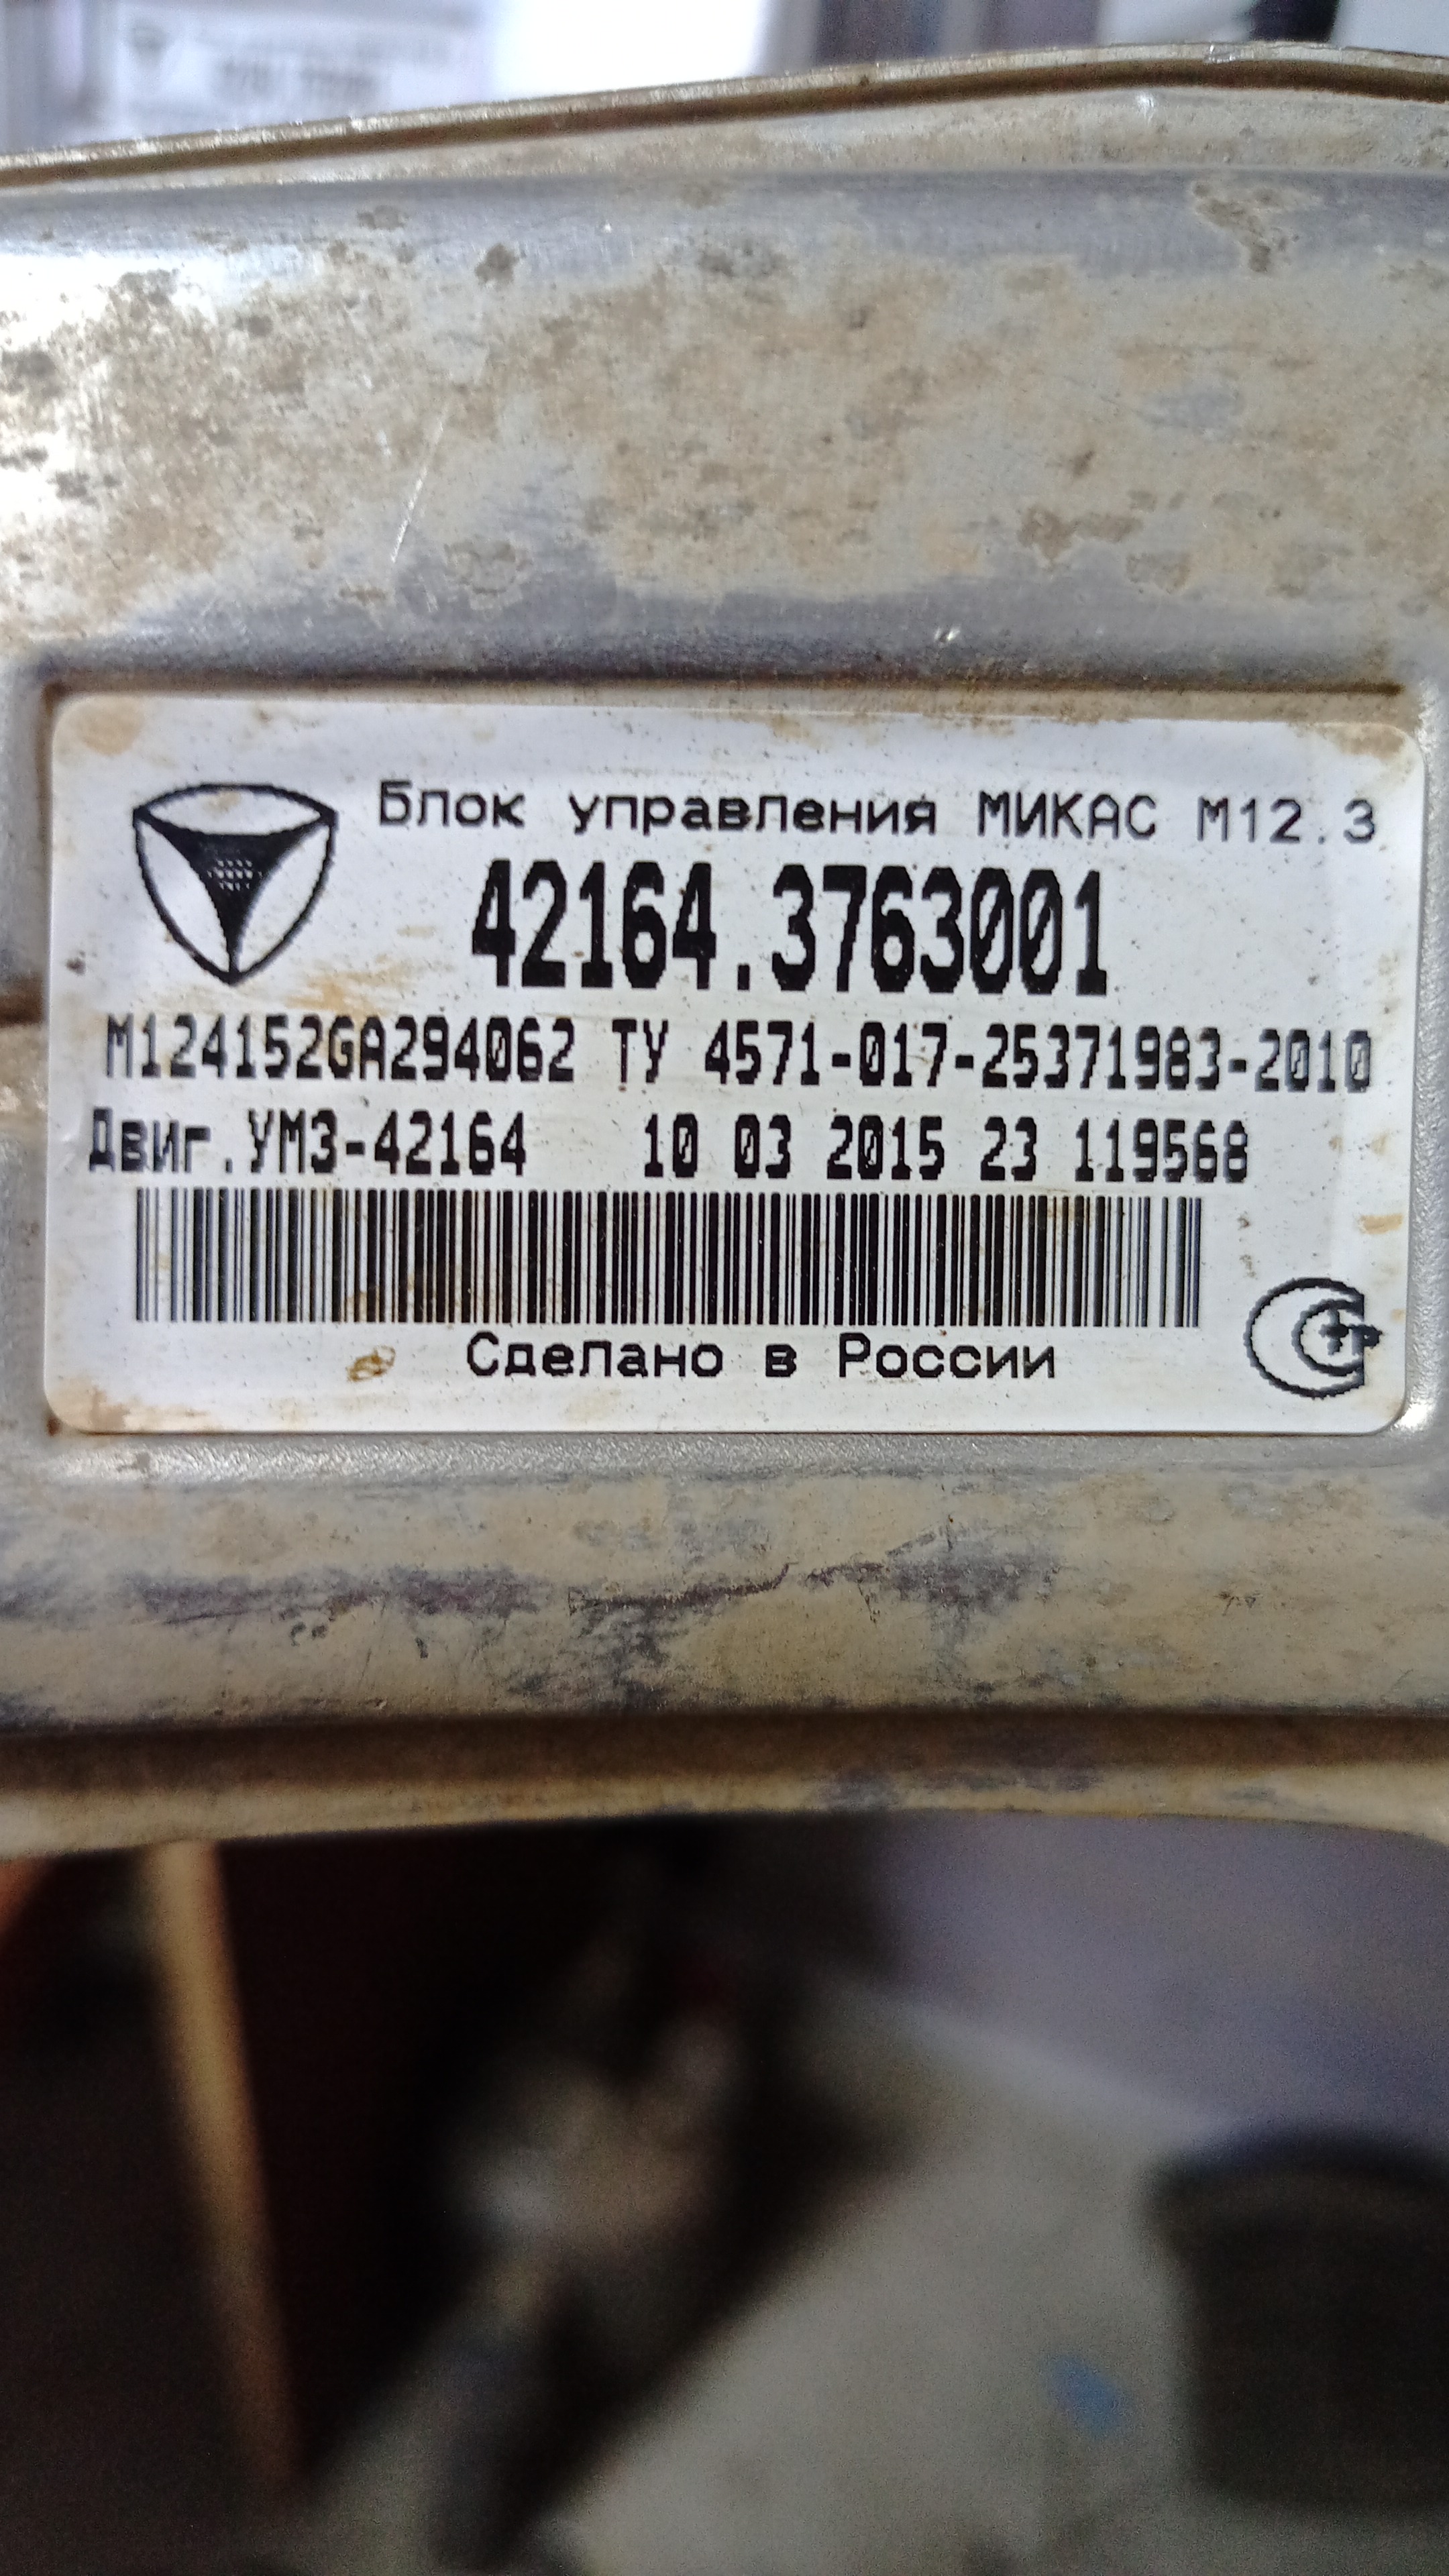 Блок управления МИКАС М12.3
42164.3763001
М124152GA294062 ТУ 4571-017-25371983-2010
Двиг.УМЗ-42164 10 03 2015 23 119568
Сделано в России